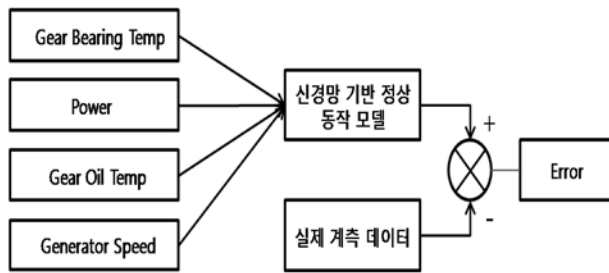 Gear Bearing Temp
Power
Gear Oil Temp
Generator Speed
신경망 기반 정상
동작 모델
실제 계측 데이터
+
-
Error